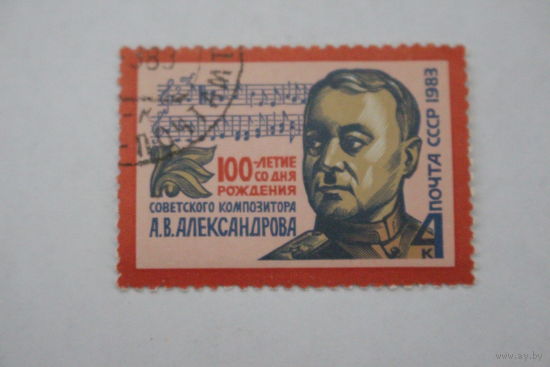 100-ЛЕТИЕ
СО ДНЯ
РОЖДЕНИЯ
СОВЕТСКОГО КОМПОЗИТОРА
А.В.АЛЕКСАНДРОВА
4
К
ПОЧТА СССР 1983
www.ay.by